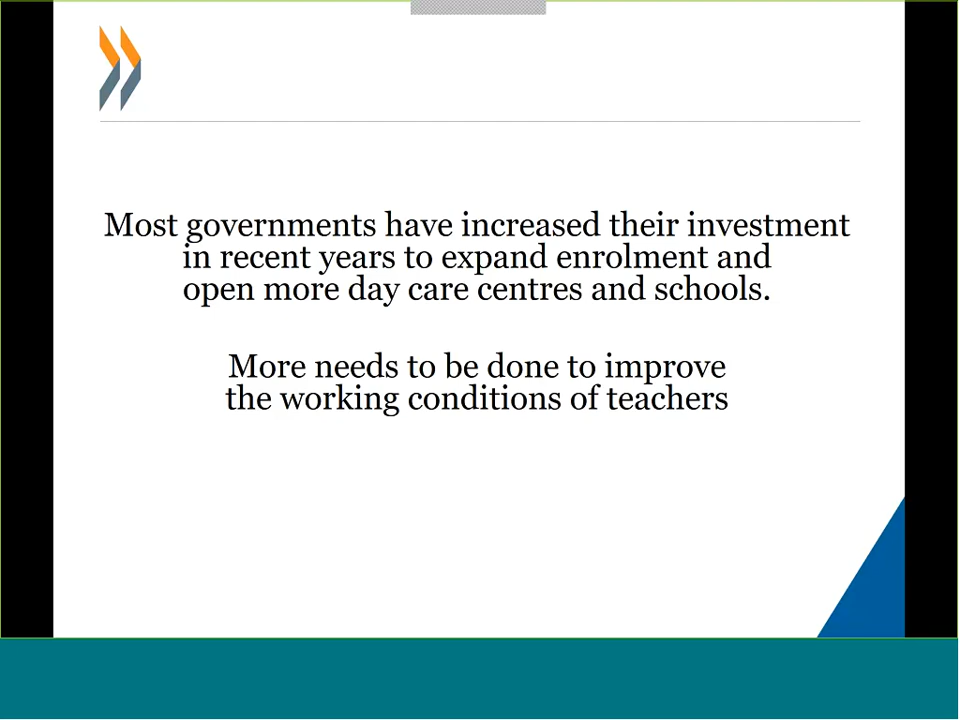 Most governments have increased their investment
in recent years to expand enrolment and
open more day care centres and schools.
More needs to be done to improve
the working conditions of teachers